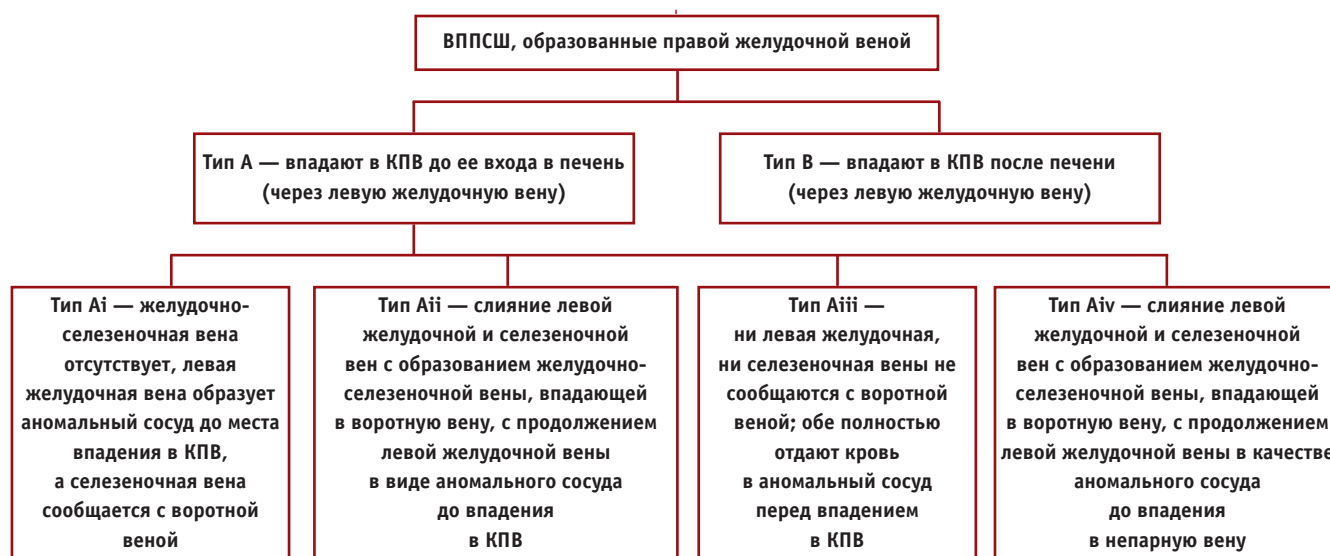 ВППСШ, образованные правой желудочной веной
Тип А — впадают в КПВ до ее входа в печень
(через левую желудочную вену)
Тип В — впадают в КПВ после печени
(через левую желудочную вену)
Тип Ai — желудочно-
селезеночная вена
отсутствует, левая
желудочная вена образует
аномальный сосуд до места
впадения в КПВ,
а селезеночная вена
сообщается с воротной
веной
Тип Aii — слияние левой
желудочной и селезеночной
вен с образованием желудочно-
селезеночной вены, впадающей
в воротную вену, с продолжением
левой желудочной вены
в виде аномального сосуда
до впадения
в КПВ
Тип Aiii —
ни левая желудочная,
ни селезеночная вены не
сообщаются с воротной
веной; обе полностью
отдают кровь
в аномальный сосуд
перед впадением
в КПВ
Тип Aiv — слияние левой
желудочной и селезеночной
вен с образованием желудочно-
селезеночной вены, впадающей
в воротную вену, с продолжением
левой желудочной вены в качестве
аномального сосуда
до впадения
в непарную вену